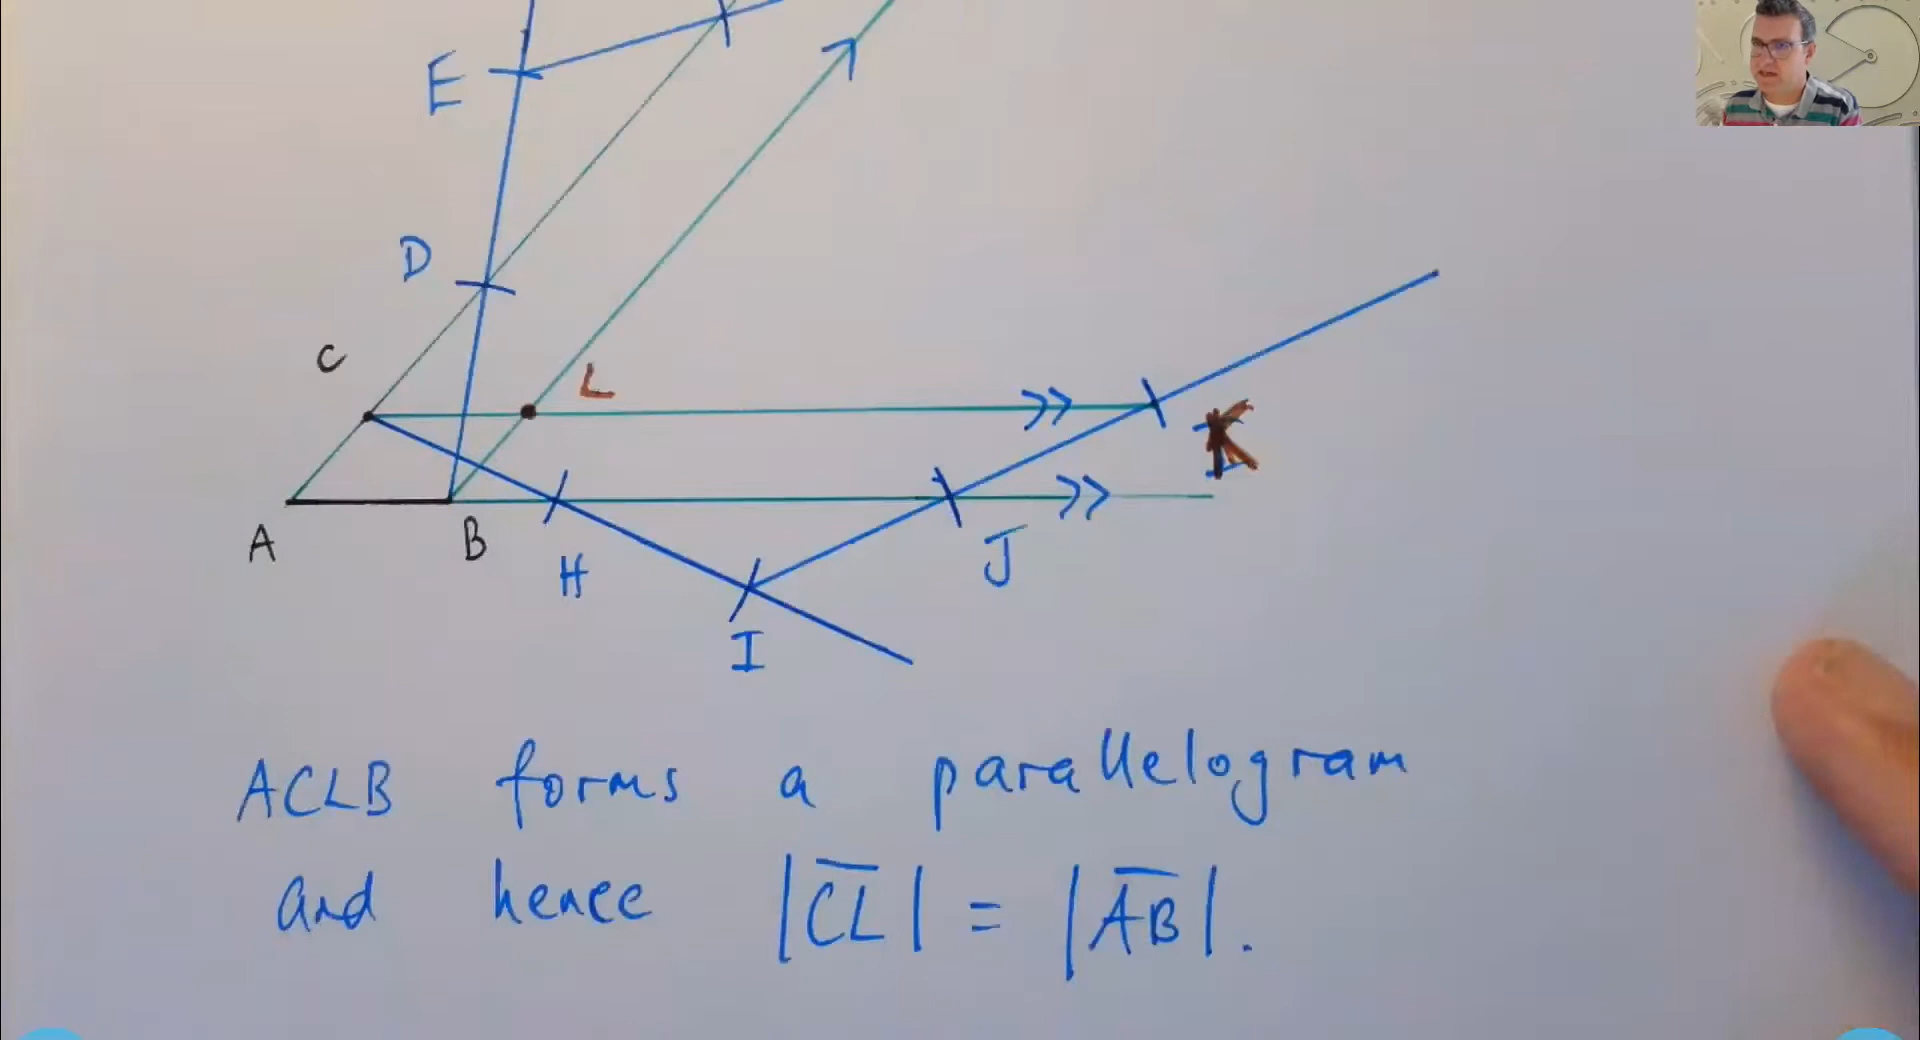 E
D
C
L
K
A
B
H
J
I
ACLB forms a parallelogram
and hence |CL| = |AB|.